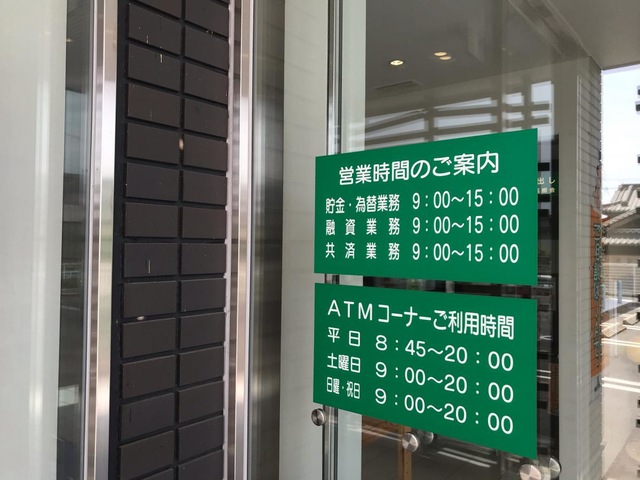 営業時間のご案内
貯金・為替業務 9:00～15:00
融資業務 9:00～15:00
共済業務 9:00～15:00
ATMコーナーご利用時間
平日 8:45～20:00
土曜日 9:00～20:00
日曜・祝日 9:00～20:00
出し